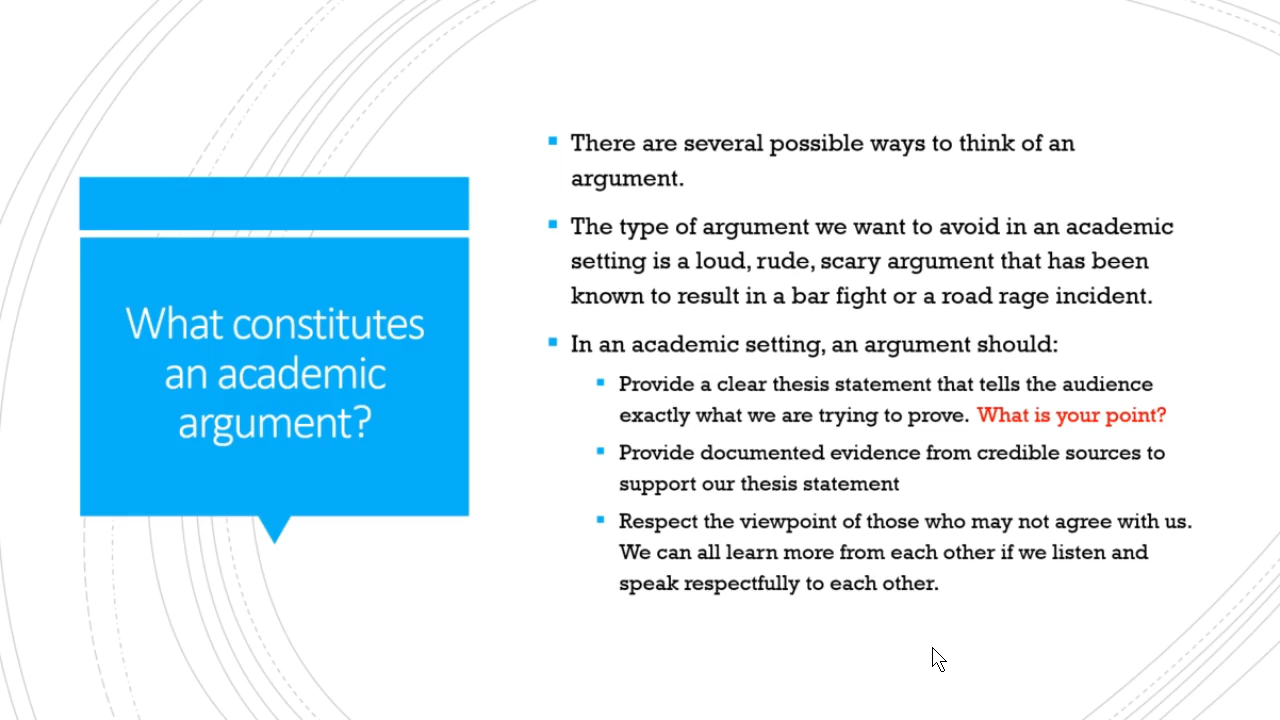 What constitutes
an academic
argument?
There are several possible ways to think of an
argument.
The type of argument we want to avoid in an academic
setting is a loud, rude, scary argument that has been
known to result in a bar fight or a road rage incident.
In an academic setting, an argument should:
Provide a clear thesis statement that tells the audience
exactly what we are trying to prove. What is your point?
Provide documented evidence from credible sources to
support our thesis statement
Respect the viewpoint of those who may not agree with us.
We can all learn more from each other if we listen and
speak respectfully to each other.